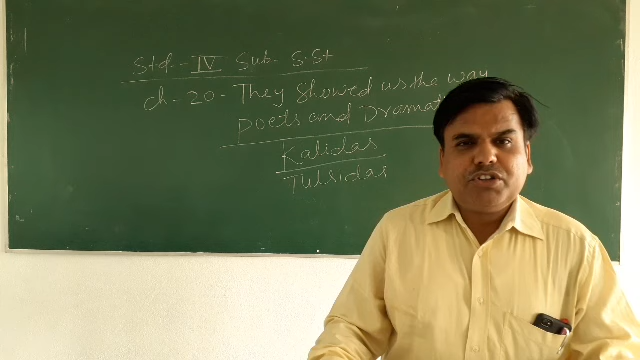 Std - IV Sub- S.St
Ch - 20 - They Showed us the way
Poets and
Kalidas
Tulsidas